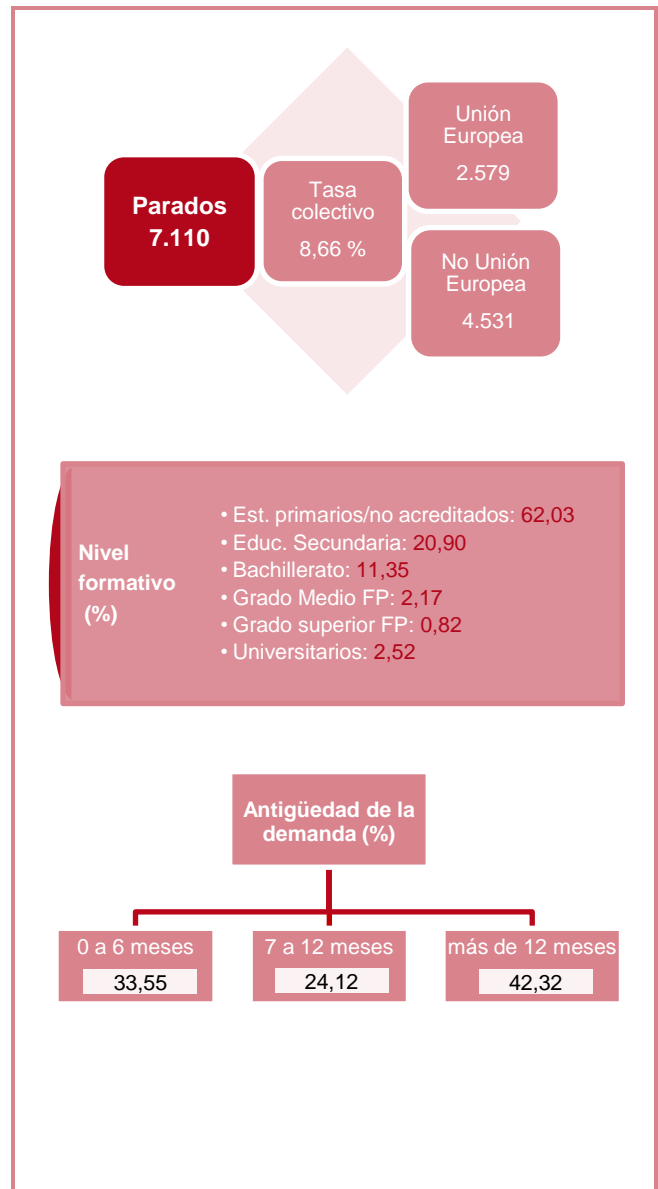 Parados
7.110
Tasa
colectivo
8,66 %
Unión
Europea
2.579
No Unión
Europea
4.531
Nivel
formativo
(%)
• Est. primarios/no acreditados: 62,03
• Educ. Secundaria: 20,90
• Bachillerato: 11,35
• Grado Medio FP: 2,17
• Grado superior FP: 0,82
• Universitarios: 2,52
Antigüedad de la
demanda (%)
0 a 6 meses
33,55
7 a 12 meses
24,12
más de 12 meses
42,32